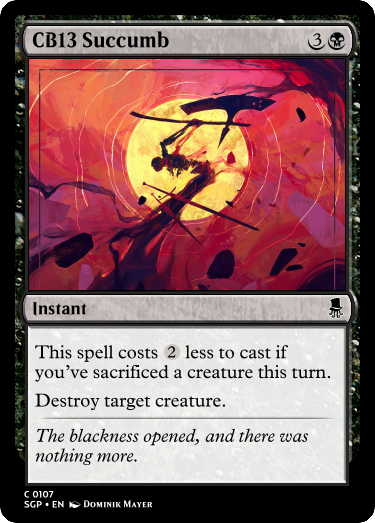 CB13 Succumb 3
Instant
This spell costs 2 less to cast if
you've sacrificed a creature this turn.
Destroy target creature.
The blackness opened, and there was
nothing more.
C 0107
SGP • EN Dominik Mayer